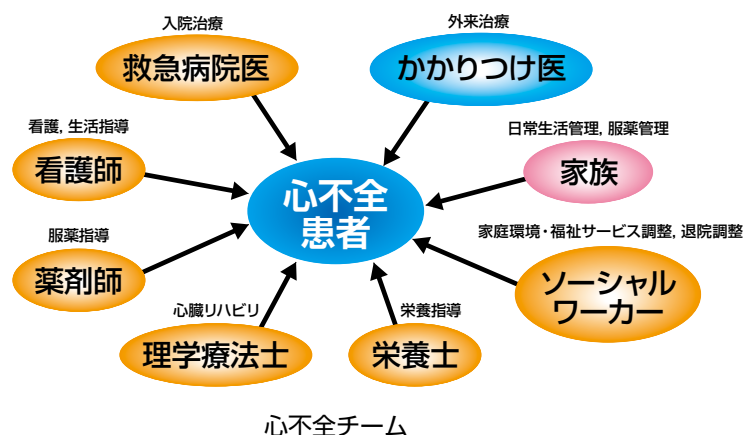 入院治療
救急病院医
外来治療
かかりつけ医
看護, 生活指導
看護師
日常生活管理, 服薬管理
家族
心不全
患者
服薬指導
薬剤師
家庭環境・福祉サービス調整, 退院調整
ソーシャル
ワーカー
心臓リハビリ
理学療法士
栄養指導
栄養士
心不全チーム